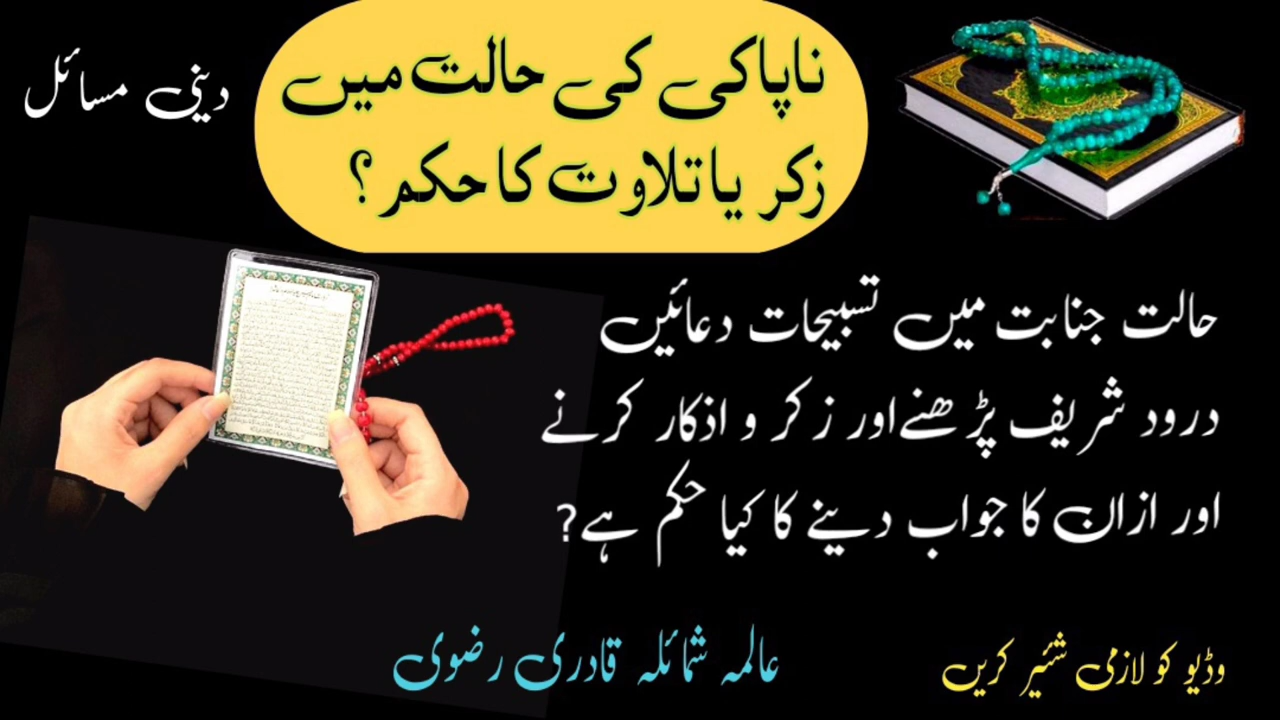 دینی مسائل
ناپاکی کی حالت میں
زکر یا تلاوت کا حکم ؟
حالت جنابت میں تسبیحات دعائیں
درود شریف پڑھنے اور زکر و اذکار کرنے
اور ازان کا جواب دینے کا کیا حکم ہے?
عالمہ شمائلہ قادری رضوی
وڈیو کو لازمی شئیر کریں